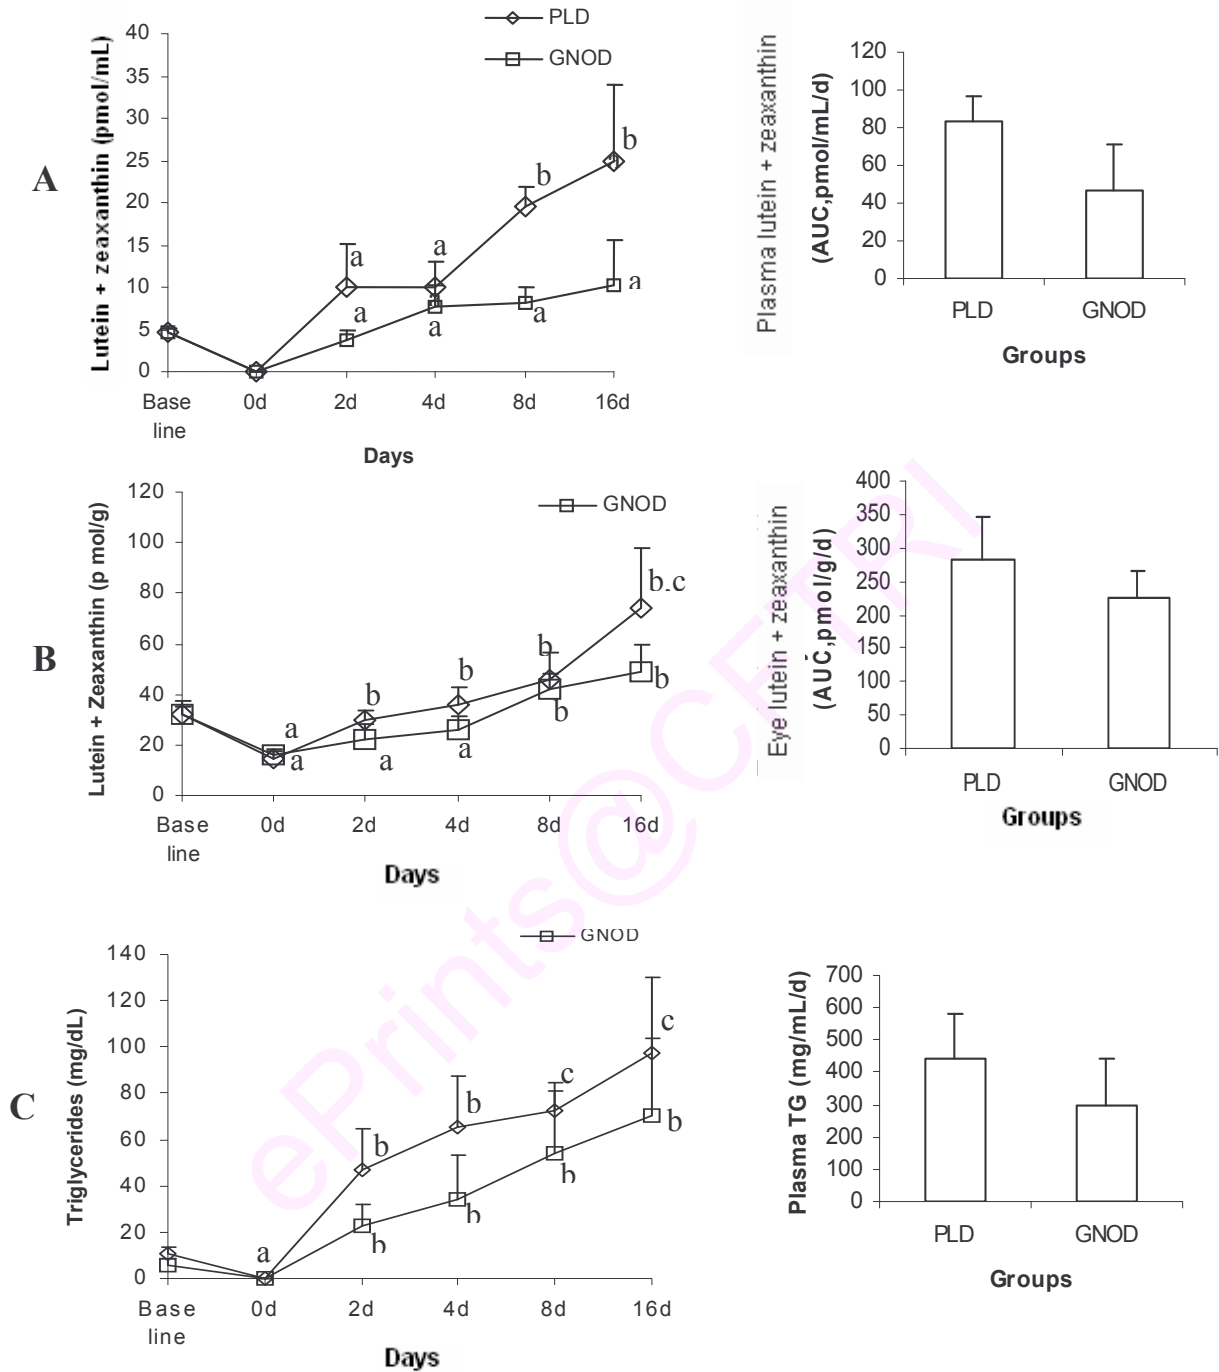 A
Lutein + zeaxanthin (pmol/mL)
40
35
30
25
20
15
10
5
0
PLD
GNOD
a
a
a
a
b
a
b
a
Base line
0d
2d
4d
8d
16d
Days
Plasma lutein + zeaxanthin
(AUC,pmol/mL/d)
120
100
80
60
40
20
0
PLD
GNOD
Groups
B
Lutein + Zeaxanthin (p mol/g)
120
100
80
60
40
20
0
GNOD
a
a
b
a
b
a
b
b
b,c
b
Base
line
0d
2d
4d
8d
16d
Days
Eye lutein + zeaxanthin
(AUC,pmol/g/d)
400
350
300
250
200
150
100
50
0
PLD
GNOD
Groups
C
Triglycerides (mg/dL)
140
120
100
80
60
40
20
0
GNOD
a
b
b
b
b
c
b
c
b
Base
line
0d
2d
4d
8d
16d
Days
Plasma TG (mg/mL/d)
700
600
500
400
300
200
100
0
PLD
GNOD
Groups
ePrints@CFTRI